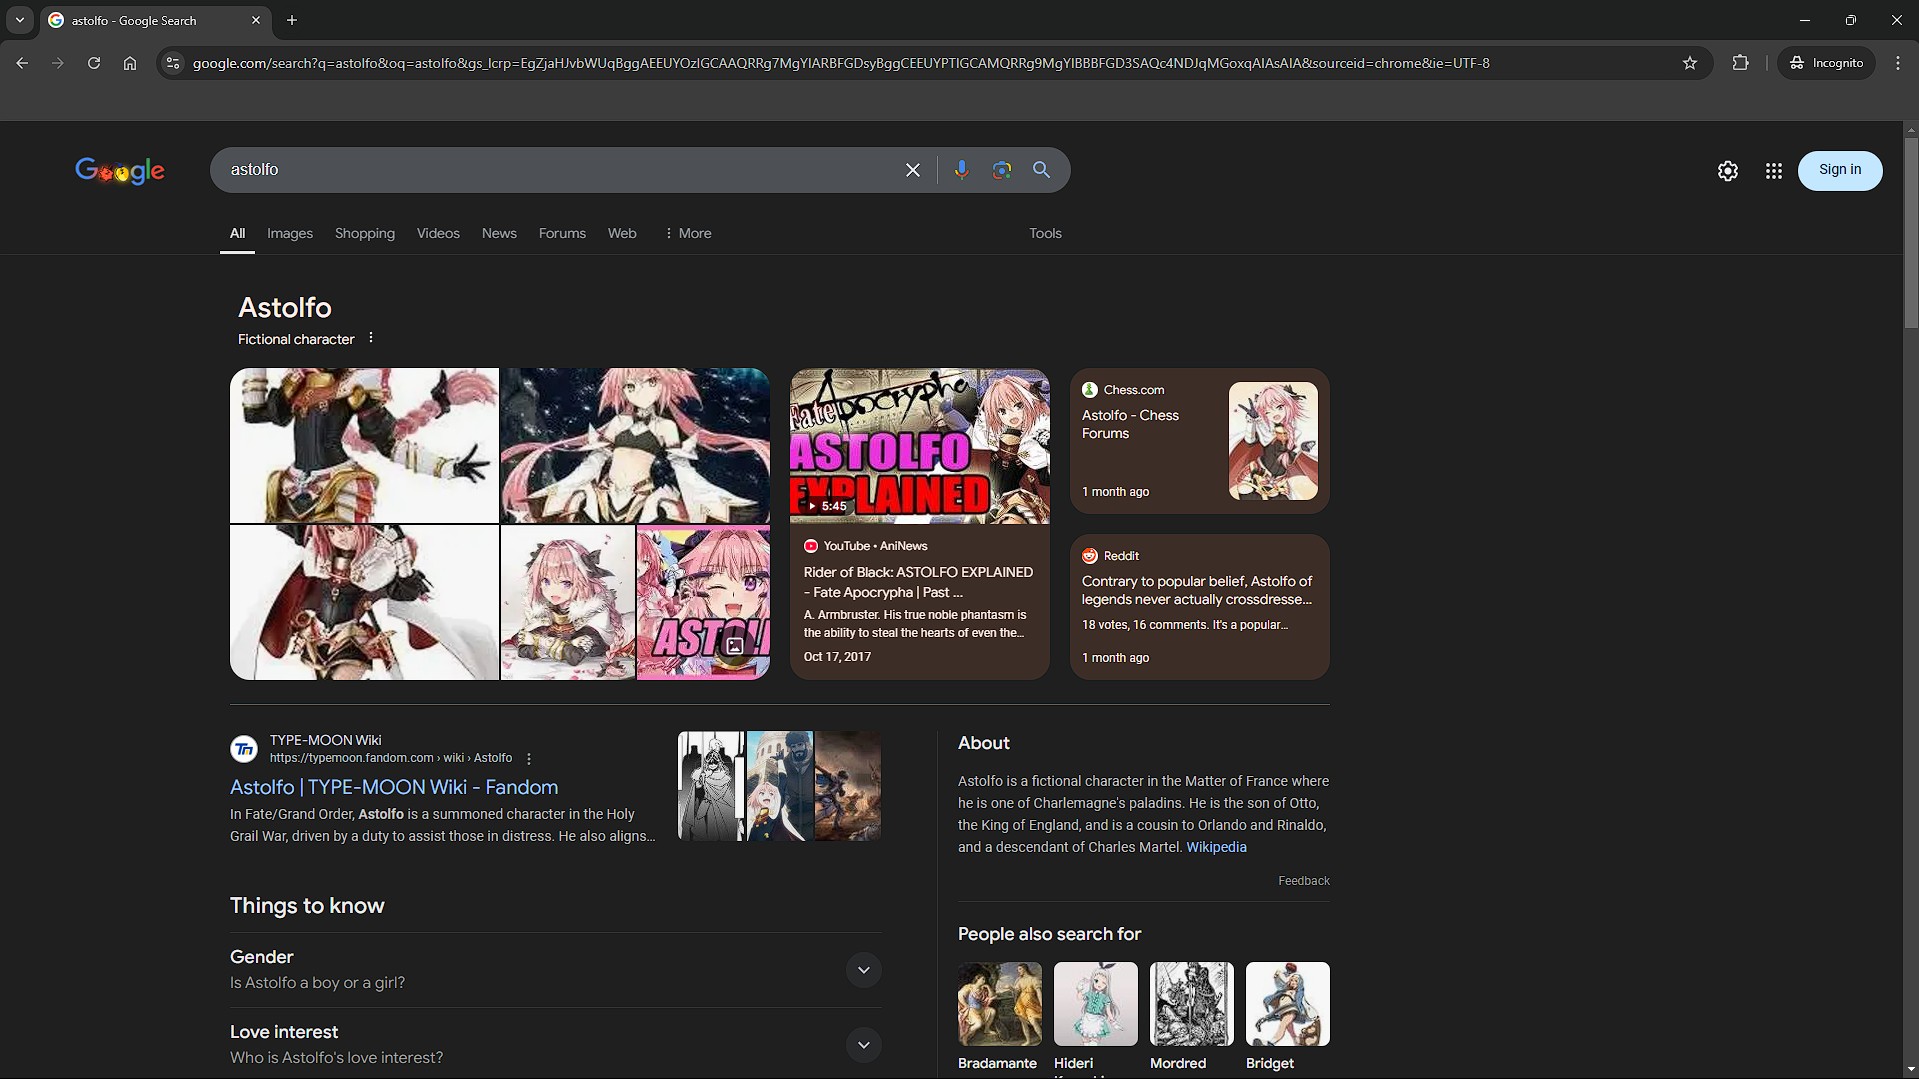 astolfo - Google Search
google.com/search?q=astolfo&oq=astolfo&gs_lcrp=EgZjaHJvbWUqBggAEEUYOzIGCAAQRRg7MgYIARBFGDsyBggCEEUYPTIGCAMQRRg9MgYIBBBFGD3SAQc4NDJqMGoxqAIAsAIA&sourceid=chrome&ie=UTF-8
Incognito
Google
astolfo
Sign in
All Images Shopping Videos News Forums Web More Tools
Astolfo
Fictional character
Fate Apocrypha
ASTOLFO
EXPLAINED
5:45
YouTube • AniNews
Rider of Black: ASTOLFO EXPLAINED
- Fate Apocrypha | Past ...
A. Armbruster. His true noble phantasm is
the ability to steal the hearts of even the...
Oct 17, 2017
Chess.com
Astolfo - Chess
Forums
1 month ago
Reddit
Contrary to popular belief, Astolfo of
legends never actually crossdresse...
18 votes, 16 comments. It's a popular...
1 month ago
Tm
TYPE-MOON Wiki
https://typemoon.fandom.com › wiki › Astolfo
Astolfo | TYPE-MOON Wiki - Fandom
In Fate/Grand Order, Astolfo is a summoned character in the Holy
Grail War, driven by a duty to assist those in distress. He also aligns...
Things to know
Gender
Is Astolfo a boy or a girl?
Love interest
Who is Astolfo's love interest?
About
Astolfo is a fictional character in the Matter of France where
he is one of Charlemagne's paladins. He is the son of Otto,
the King of England, and is a cousin to Orlando and Rinaldo,
and a descendant of Charles Martel. Wikipedia
Feedback
People also search for
Bradamante Hideri Mordred Bridget